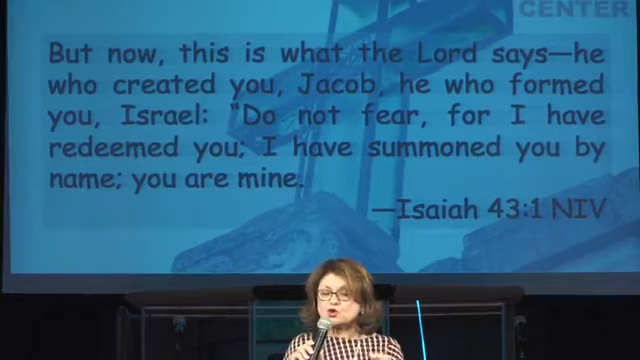 CENTER
But now, this is what the Lord says—he
who created you, Jacob, he who formed
you, Israel: “Do not fear, for I have
redeemed you; I have summoned you by
name; you are mine.
—Isaiah 43:1 NIV